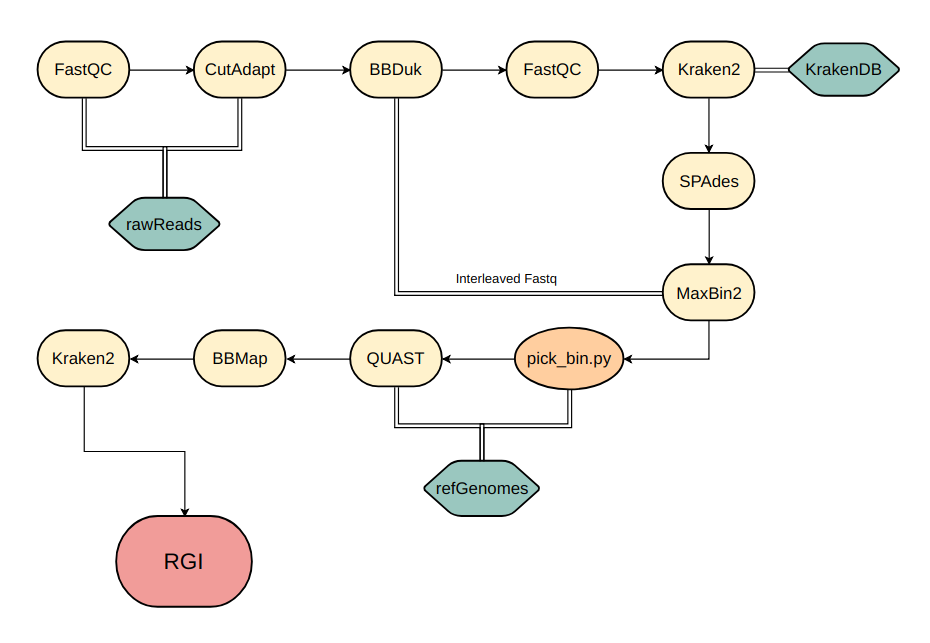 FastQC
CutAdapt
BBDuk
FastQC
Kraken2
KrakenDB
SPAdes
rawReads
Interleaved Fastq
MaxBin2
Kraken2
BBMap
QUAST
pick_bin.py
refGenomes
RGI